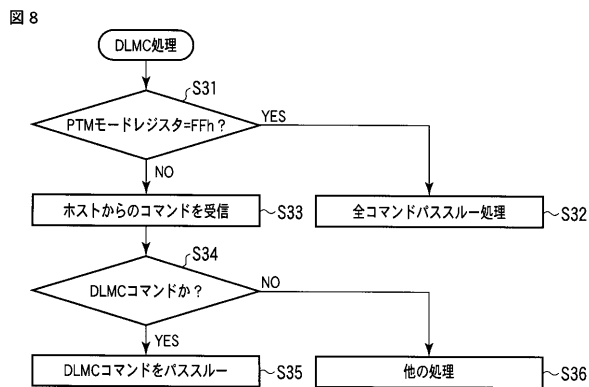 図 8
DLMC処理
S31
PTMモードレジスタ=FFh？
YES
NO
ホストからのコマンドを受信
S33
全コマンドパススルー処理
S32
S34
DLMCコマンドか？
NO
YES
DLMCコマンドをパススルー
S35
他の処理
S36